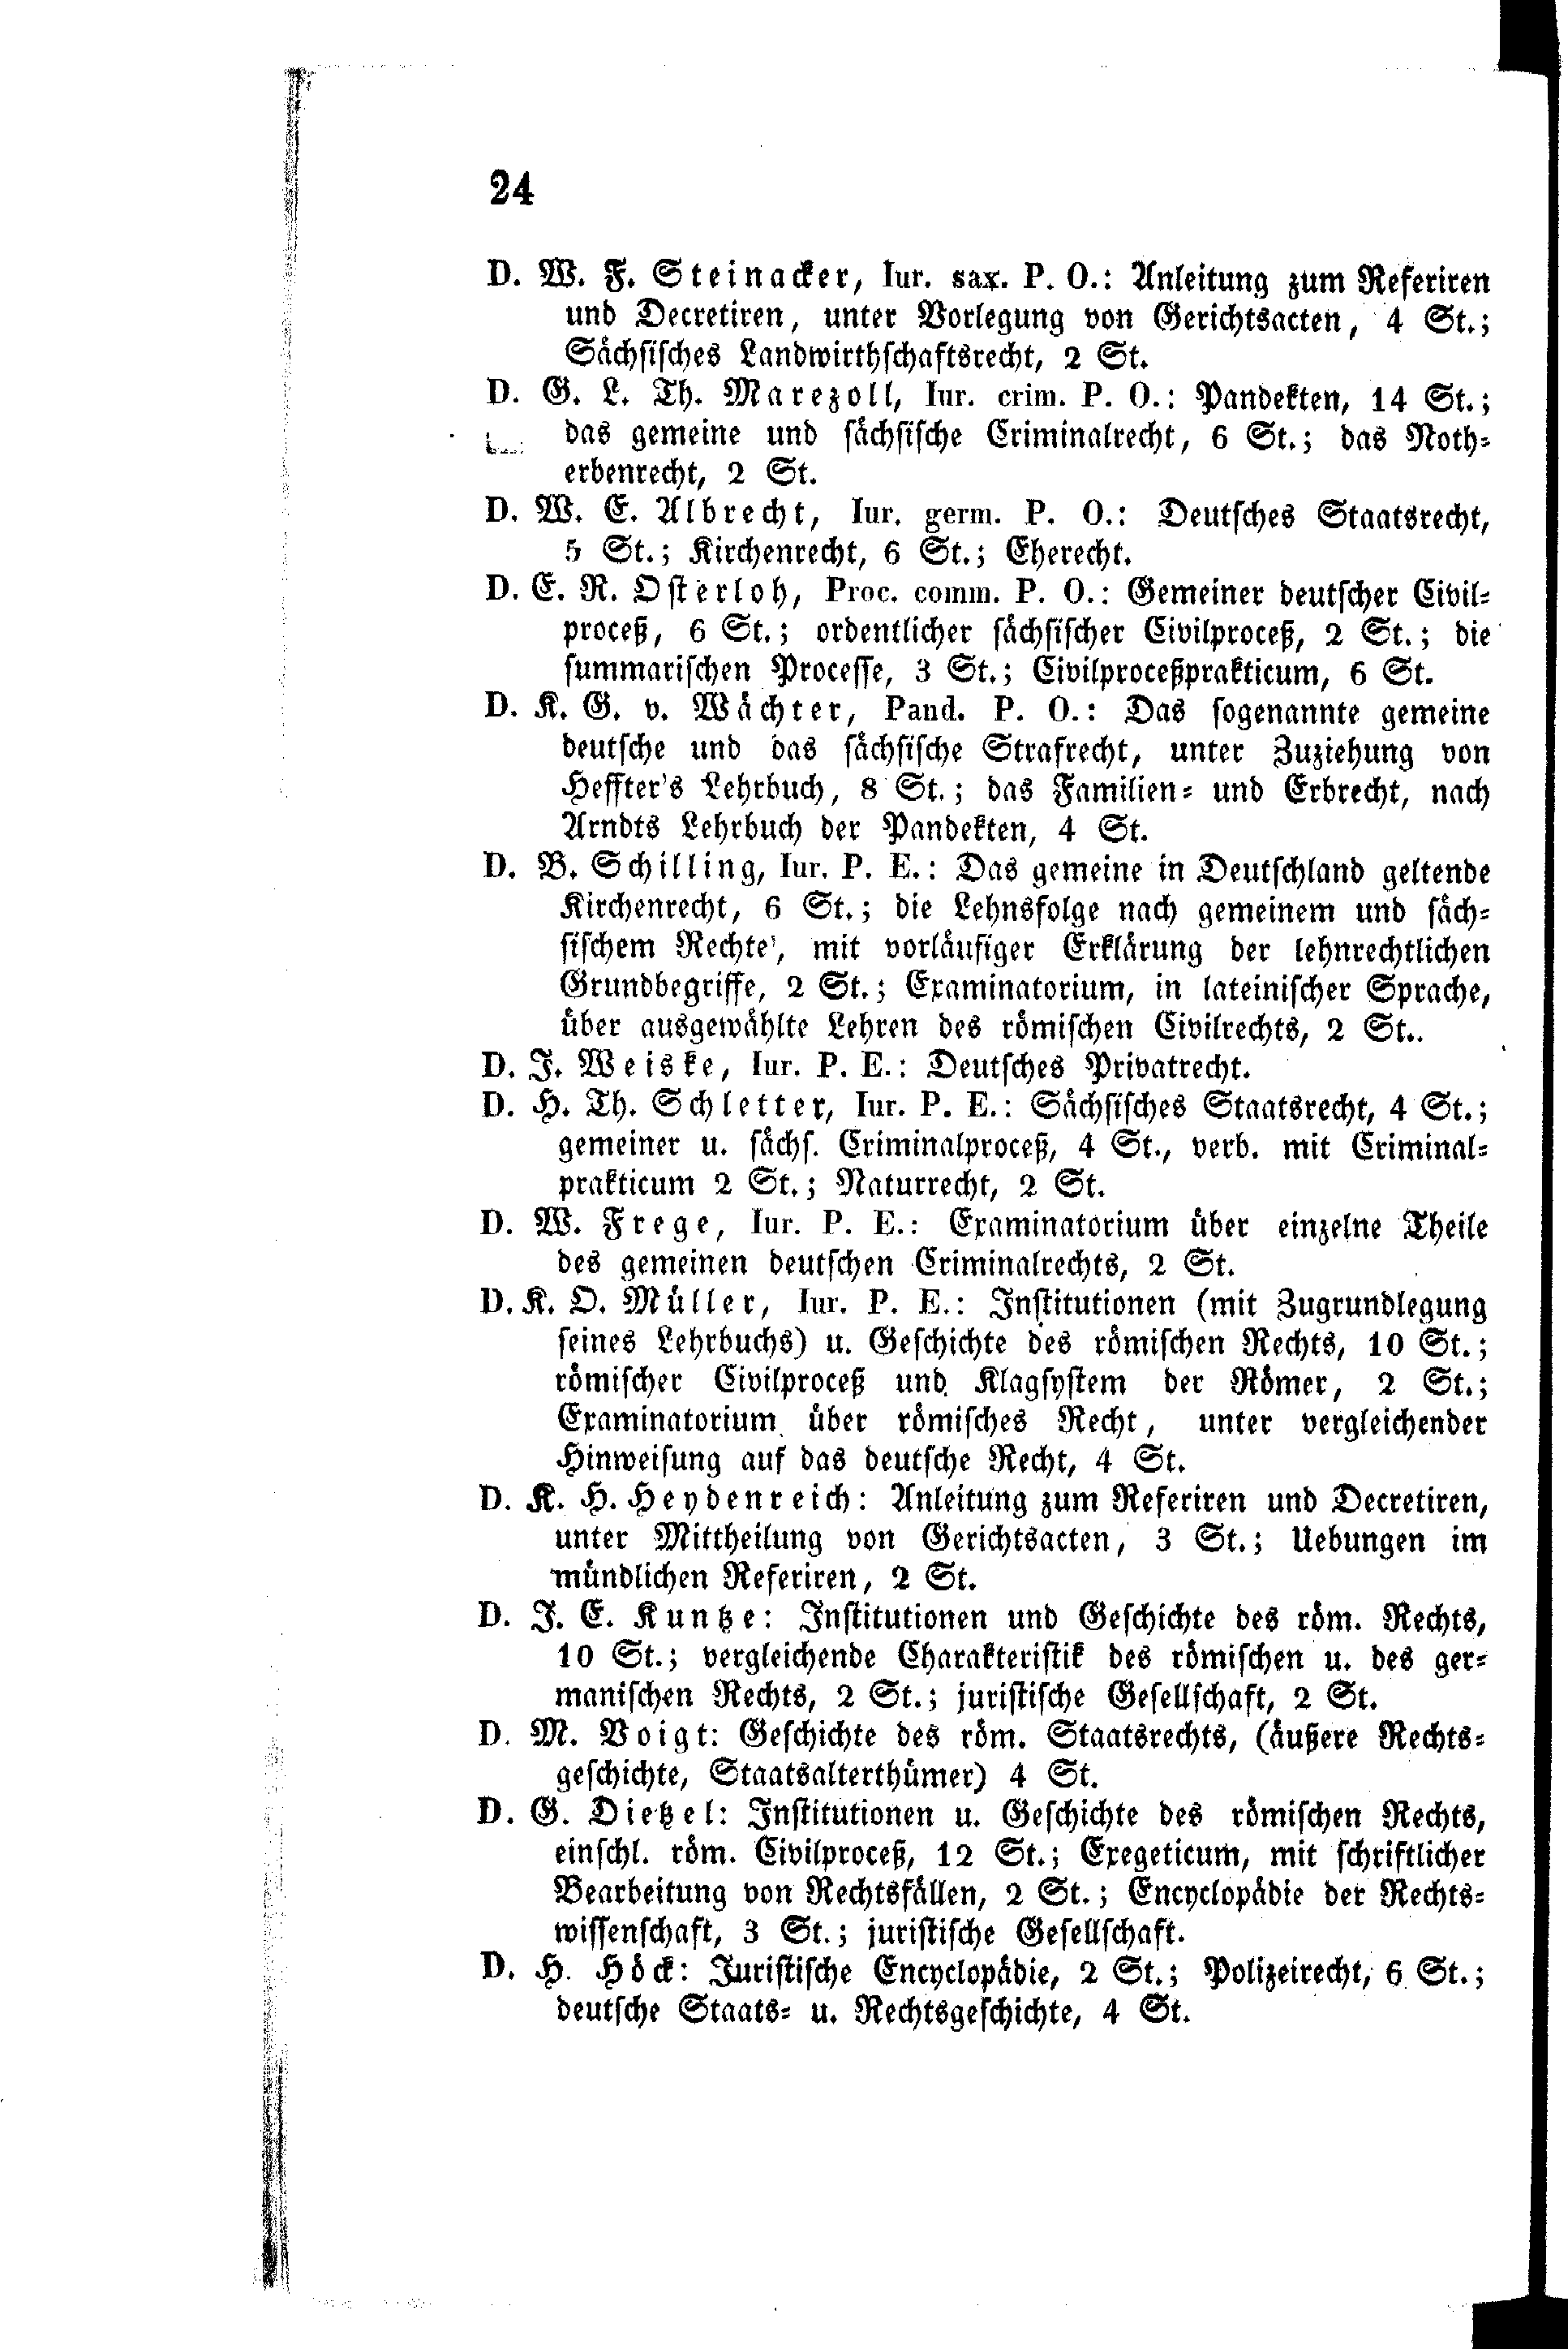 24
D. W. F. Steinacker, Iur. sax. P. O.: Anleitung zum Referiren
und Decretiren, unter Vorlegung von Gerichtsacten, 4 St.;
Sächsisches Landwirthschaftsrecht, 2 St.
D. G. L. Th. Marezoll, Iur. crim. P. O.: Pandekten, 14 St.;
das gemeine und sächsische Criminalrecht, 6 St.; das Noth-
erbenrecht, 2 St.
D. W. E. Albrecht, Iur. germ. P. O.: Deutsches Staatsrecht,
5 St.; Kirchenrecht, 6 St.; Eherecht.
D. E. R. Osterloh, Proc. comm. P. O.: Gemeiner deutscher Civil-
proceß, 6 St.; ordentlicher sächsischer Civilproceß, 2 St.; die
summarischen Processe, 3 St.; Civilproceßprakticum, 6 St.
D. K. G. v. Wächter, Pand. P. O.: Das sogenannte gemeine
deutsche und das sächsische Strafrecht, unter Zuziehung von
Heffter's Lehrbuch, 8 St.; das Familien- und Erbrecht, nach
Arndts Lehrbuch der Pandekten, 4 St.
D. B. Schilling, Iur. P. E.: Das gemeine in Deutschland geltende
Kirchenrecht, 6 St.; die Lehnsfolge nach gemeinem und säch-
sischem Rechte, mit vorläufiger Erklärung der lehnrechtlichen
Grundbegriffe, 2 St.; Examinatorium, in lateinischer Sprache,
über ausgewählte Lehren des römischen Civilrechts, 2 St..
D. J. Weiske, Iur. P. E.: Deutsches Privatrecht.
D. H. Th. Schletter, Iur. P. E.: Sächsisches Staatsrecht, 4 St.;
gemeiner u. sächs. Criminalproceß, 4 St., verb. mit Criminal-
prakticum 2 St.; Naturrecht, 2 St.
D. W. Frege, Iur. P. E.: Examinatorium über einzelne Theile
des gemeinen deutschen Criminalrechts, 2 St.
D. K. O. Müller, Iur. P. E.: Institutionen (mit Zugrundlegung
seines Lehrbuchs) u. Geschichte des römischen Rechts, 10 St.;
römischer Civilproceß und Klagsystem der Römer, 2 St.;
Examinatorium über römisches Recht, unter vergleichender
Hinweisung auf das deutsche Recht, 4 St.
D. K. H. Heydenreich: Anleitung zum Referiren und Decretiren,
unter Mittheilung von Gerichtsacten, 3 St.; Uebungen im
mündlichen Referiren, 2 St.
D. J. E. Kuntze: Institutionen und Geschichte des röm. Rechts,
10 St.; vergleichende Charakteristik des römischen u. des ger-
manischen Rechts, 2 St.; juristische Gesellschaft, 2 St.
D. M. Voigt: Geschichte des röm. Staatsrechts, (äußere Rechts-
geschichte, Staatsalterthümer) 4 St.
D. G. Dietzel: Institutionen u. Geschichte des römischen Rechts,
einschl. röm. Civilproceß, 12 St.; Exegeticum, mit schriftlicher
Bearbeitung von Rechtsfällen, 2 St.; Encyclopädie der Rechts-
wissenschaft, 3 St.; juristische Gesellschaft.
D. H. Höck: Juristische Encyclopädie, 2 St.; Polizeirecht, 6 St.;
deutsche Staats- u. Rechtsgeschichte, 4 St.